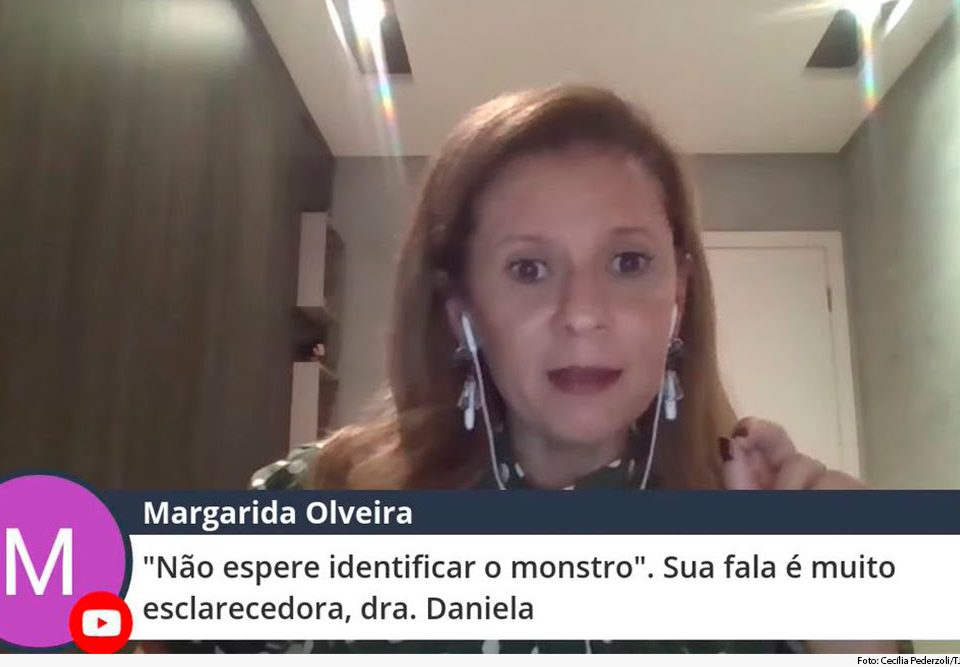 M
Margarida Olveira
"Não espere identificar o monstro". Sua fala é muito
esclarecedora, dra. Daniela
Foto: Cecília Pederzoli/T.